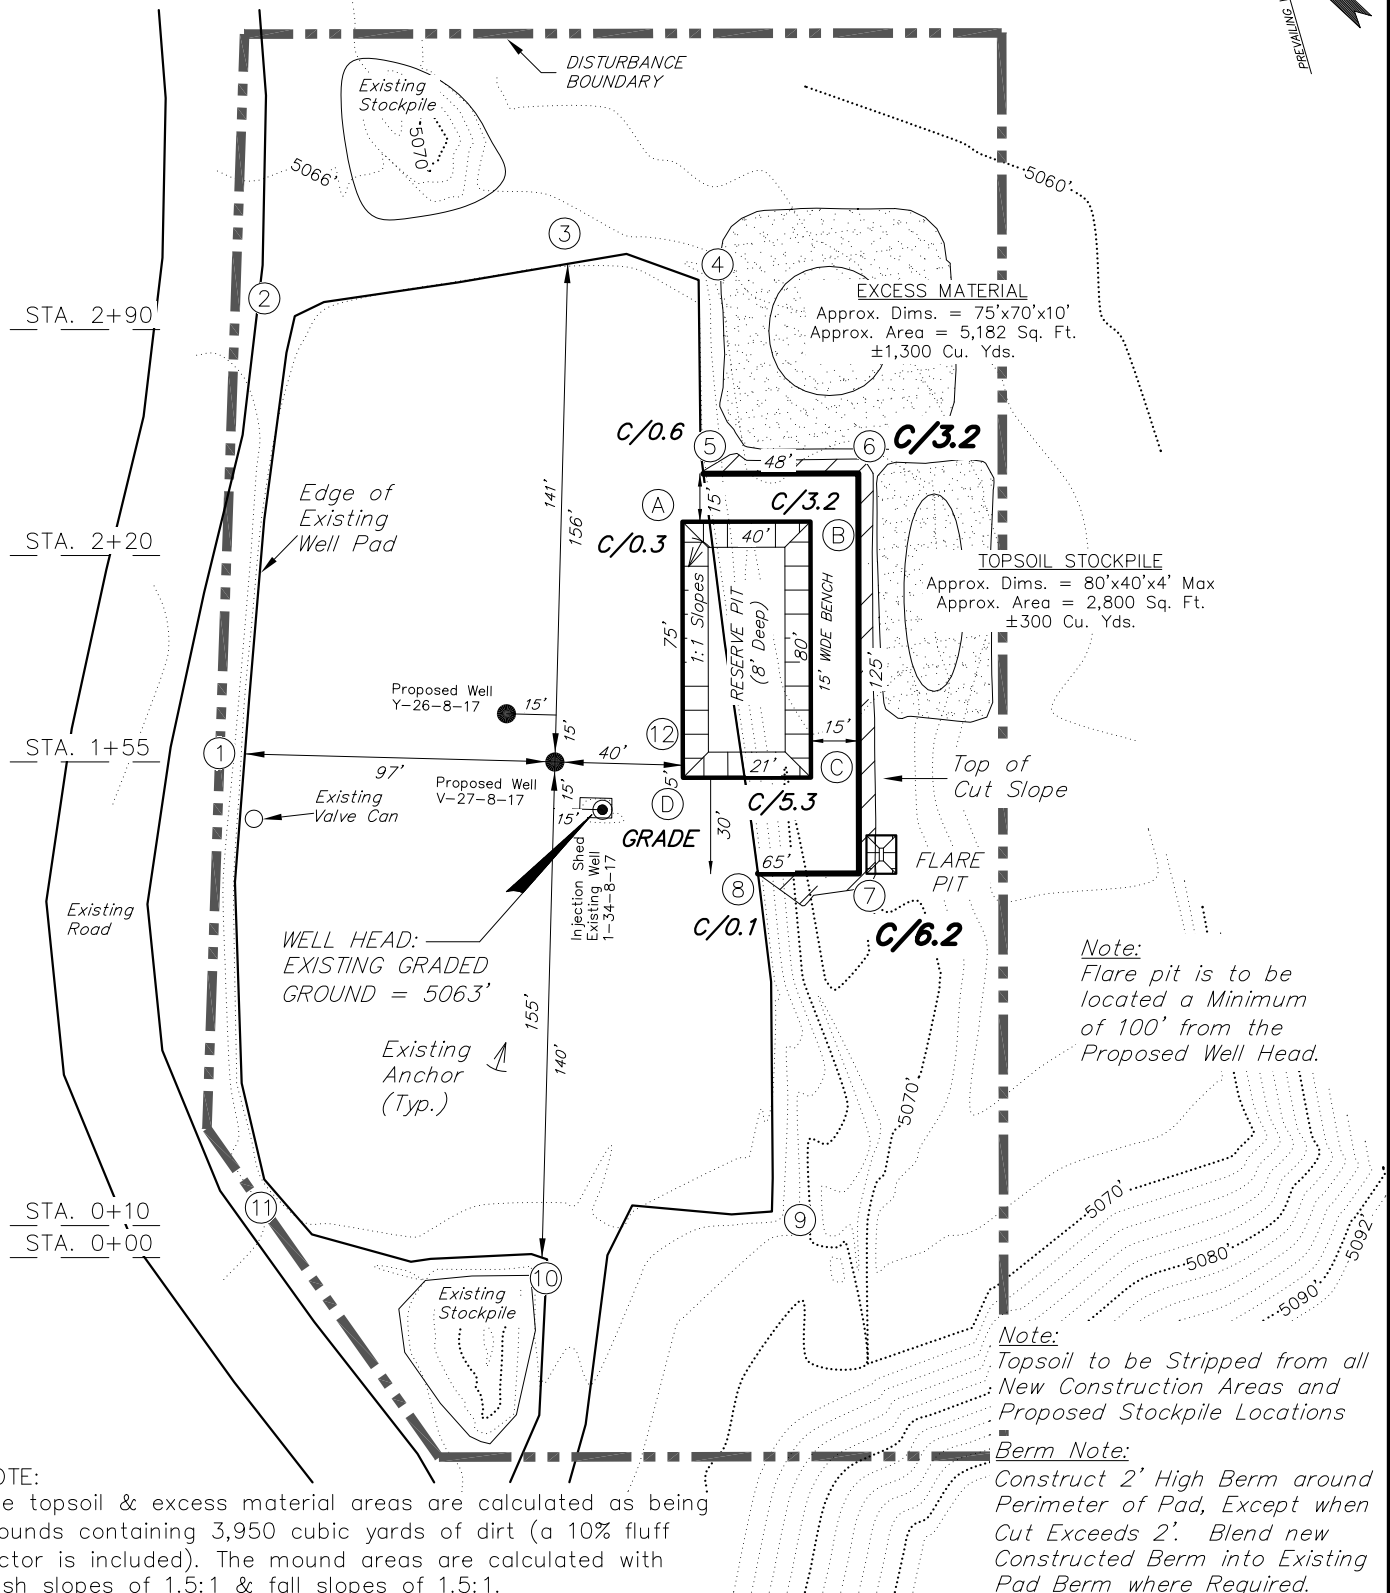 PREVAILING
DISTURBANCE
BOUNDARY
Existing
Stockpile
5070'
5066'
5060'
3
4
2
STA. 2+90
EXCESS MATERIAL
Approx. Dims. = 75'x70'x10'
Approx. Area = 5,182 Sq. Ft.
±1,300 Cu. Yds.
C/0.6
5
6
C/3.2
48'
Edge of
Existing
Well Pad
141'
156'
A
15'
C/3.2
B
C/0.3
40'
STA. 2+20
TOPSOIL STOCKPILE
Approx. Dims. = 80'x40'x4' Max
Approx. Area = 2,800 Sq. Ft.
±300 Cu. Yds.
75'
1:1 Slopes
RESERVE PIT
(8' Deep)
80'
15' WIDE BENCH
125'
Proposed Well
Y-26-8-17
15'
15'
STA. 1+55
1
97'
40'
12
15'
Proposed Well
V-27-8-17
15'
15'
5'
21'
C
D
C/5.3
GRADE
Top of
Cut Slope
Existing
Valve Can
30'
65'
8
7
FLARE
PIT
C/0.1
C/6.2
Injection Shed
Existing Well
1-34-8-17
Existing
Road
WELL HEAD:
EXISTING GRADED
GROUND = 5063'
Note:
Flare pit is to be
located a Minimum
of 100' from the
Proposed Well Head.
155'
140'
Existing
Anchor
(Typ.)
5070'
5070'
5080'
5090'
5092'
STA. 0+10
STA. 0+00
11
9
10
Existing
Stockpile
Note:
Topsoil to be Stripped from all
New Construction Areas and
Proposed Stockpile Locations
Berm Note:
Construct 2' High Berm around
Perimeter of Pad, Except when
Cut Exceeds 2'. Blend new
Constructed Berm into Existing
Pad Berm where Required.
OTE:
e topsoil & excess material areas are calculated as being
ounds containing 3,950 cubic yards of dirt (a 10% fluff
ctor is included). The mound areas are calculated with
sh slopes of 1.5:1 & fall slopes of 1.5:1.